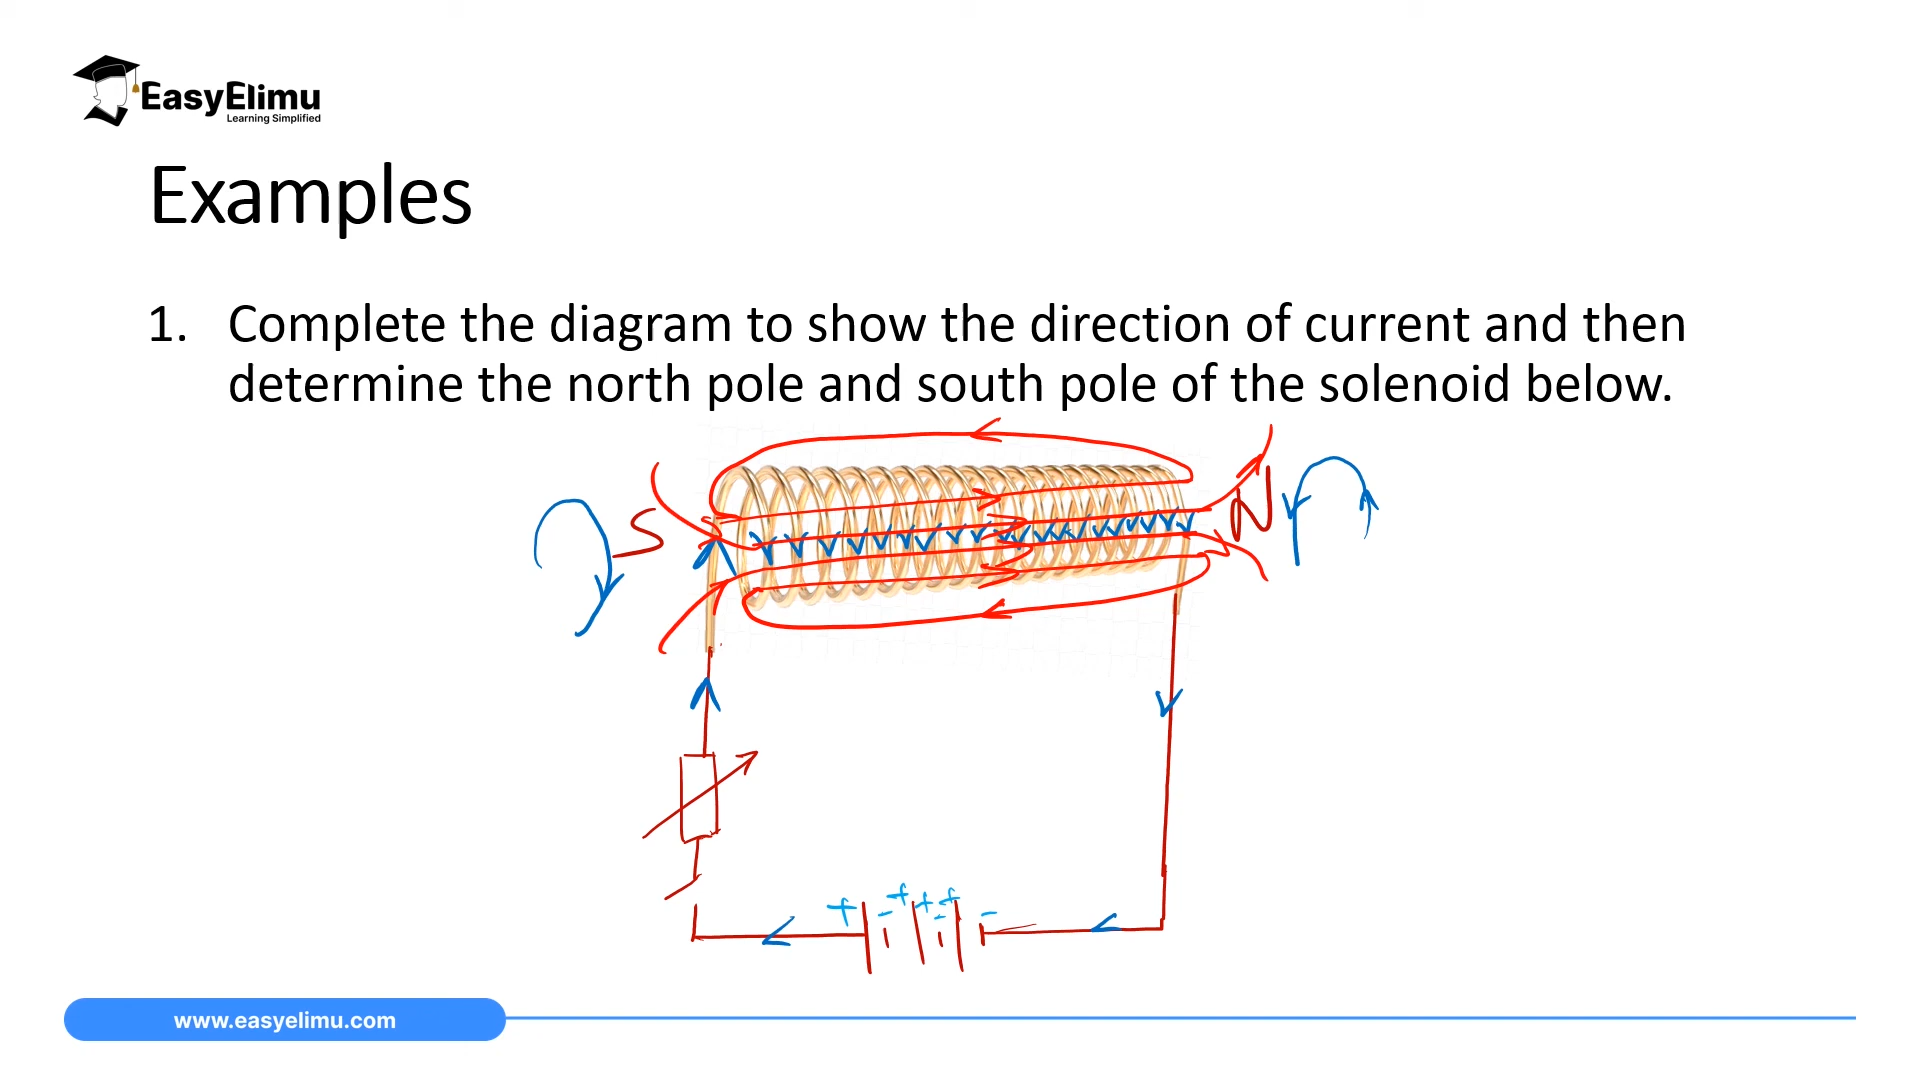 EasyElimu
Learning Simplified
Examples
1. Complete the diagram to show the direction of current and then
determine the north pole and south pole of the solenoid below.
S
N
+ - + + - + -
www.easyelimu.com